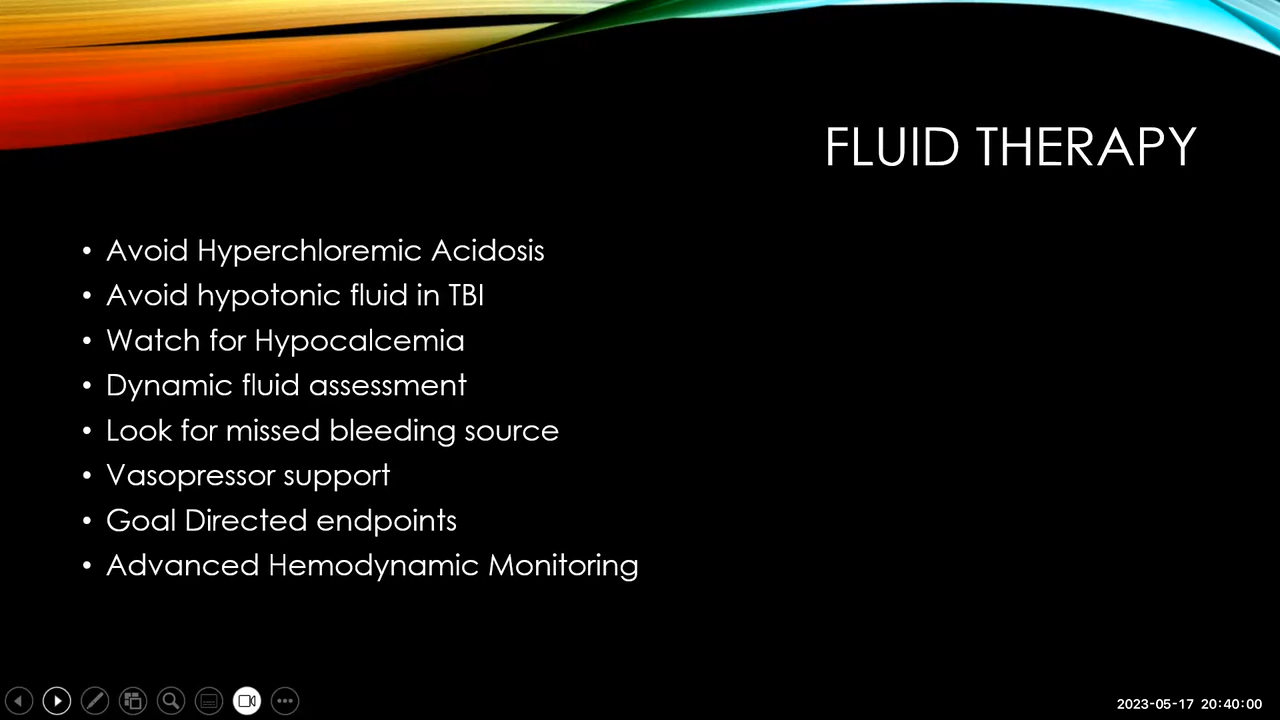 FLUID THERAPY
• Avoid Hyperchloremic Acidosis
• Avoid hypotonic fluid in TBI
• Watch for Hypocalcemia
• Dynamic fluid assessment
• Look for missed bleeding source
• Vasopressor support
• Goal Directed endpoints
• Advanced Hemodynamic Monitoring
2023-05-17 20:40:00